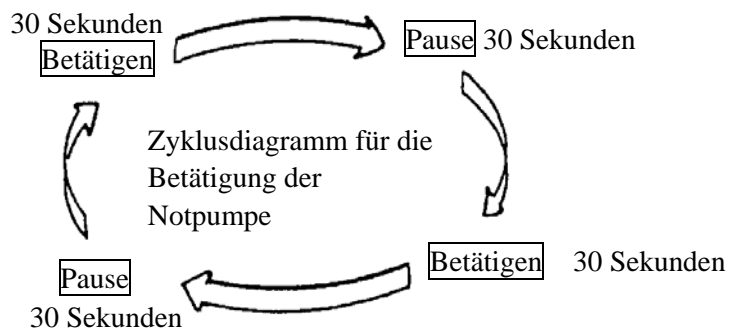 30 Sekunden
Betätigen
Pause 30 Sekunden
Zyklusdiagramm für die
Betätigung der
Notpumpe
Betätigen 30 Sekunden
Pause
30 Sekunden